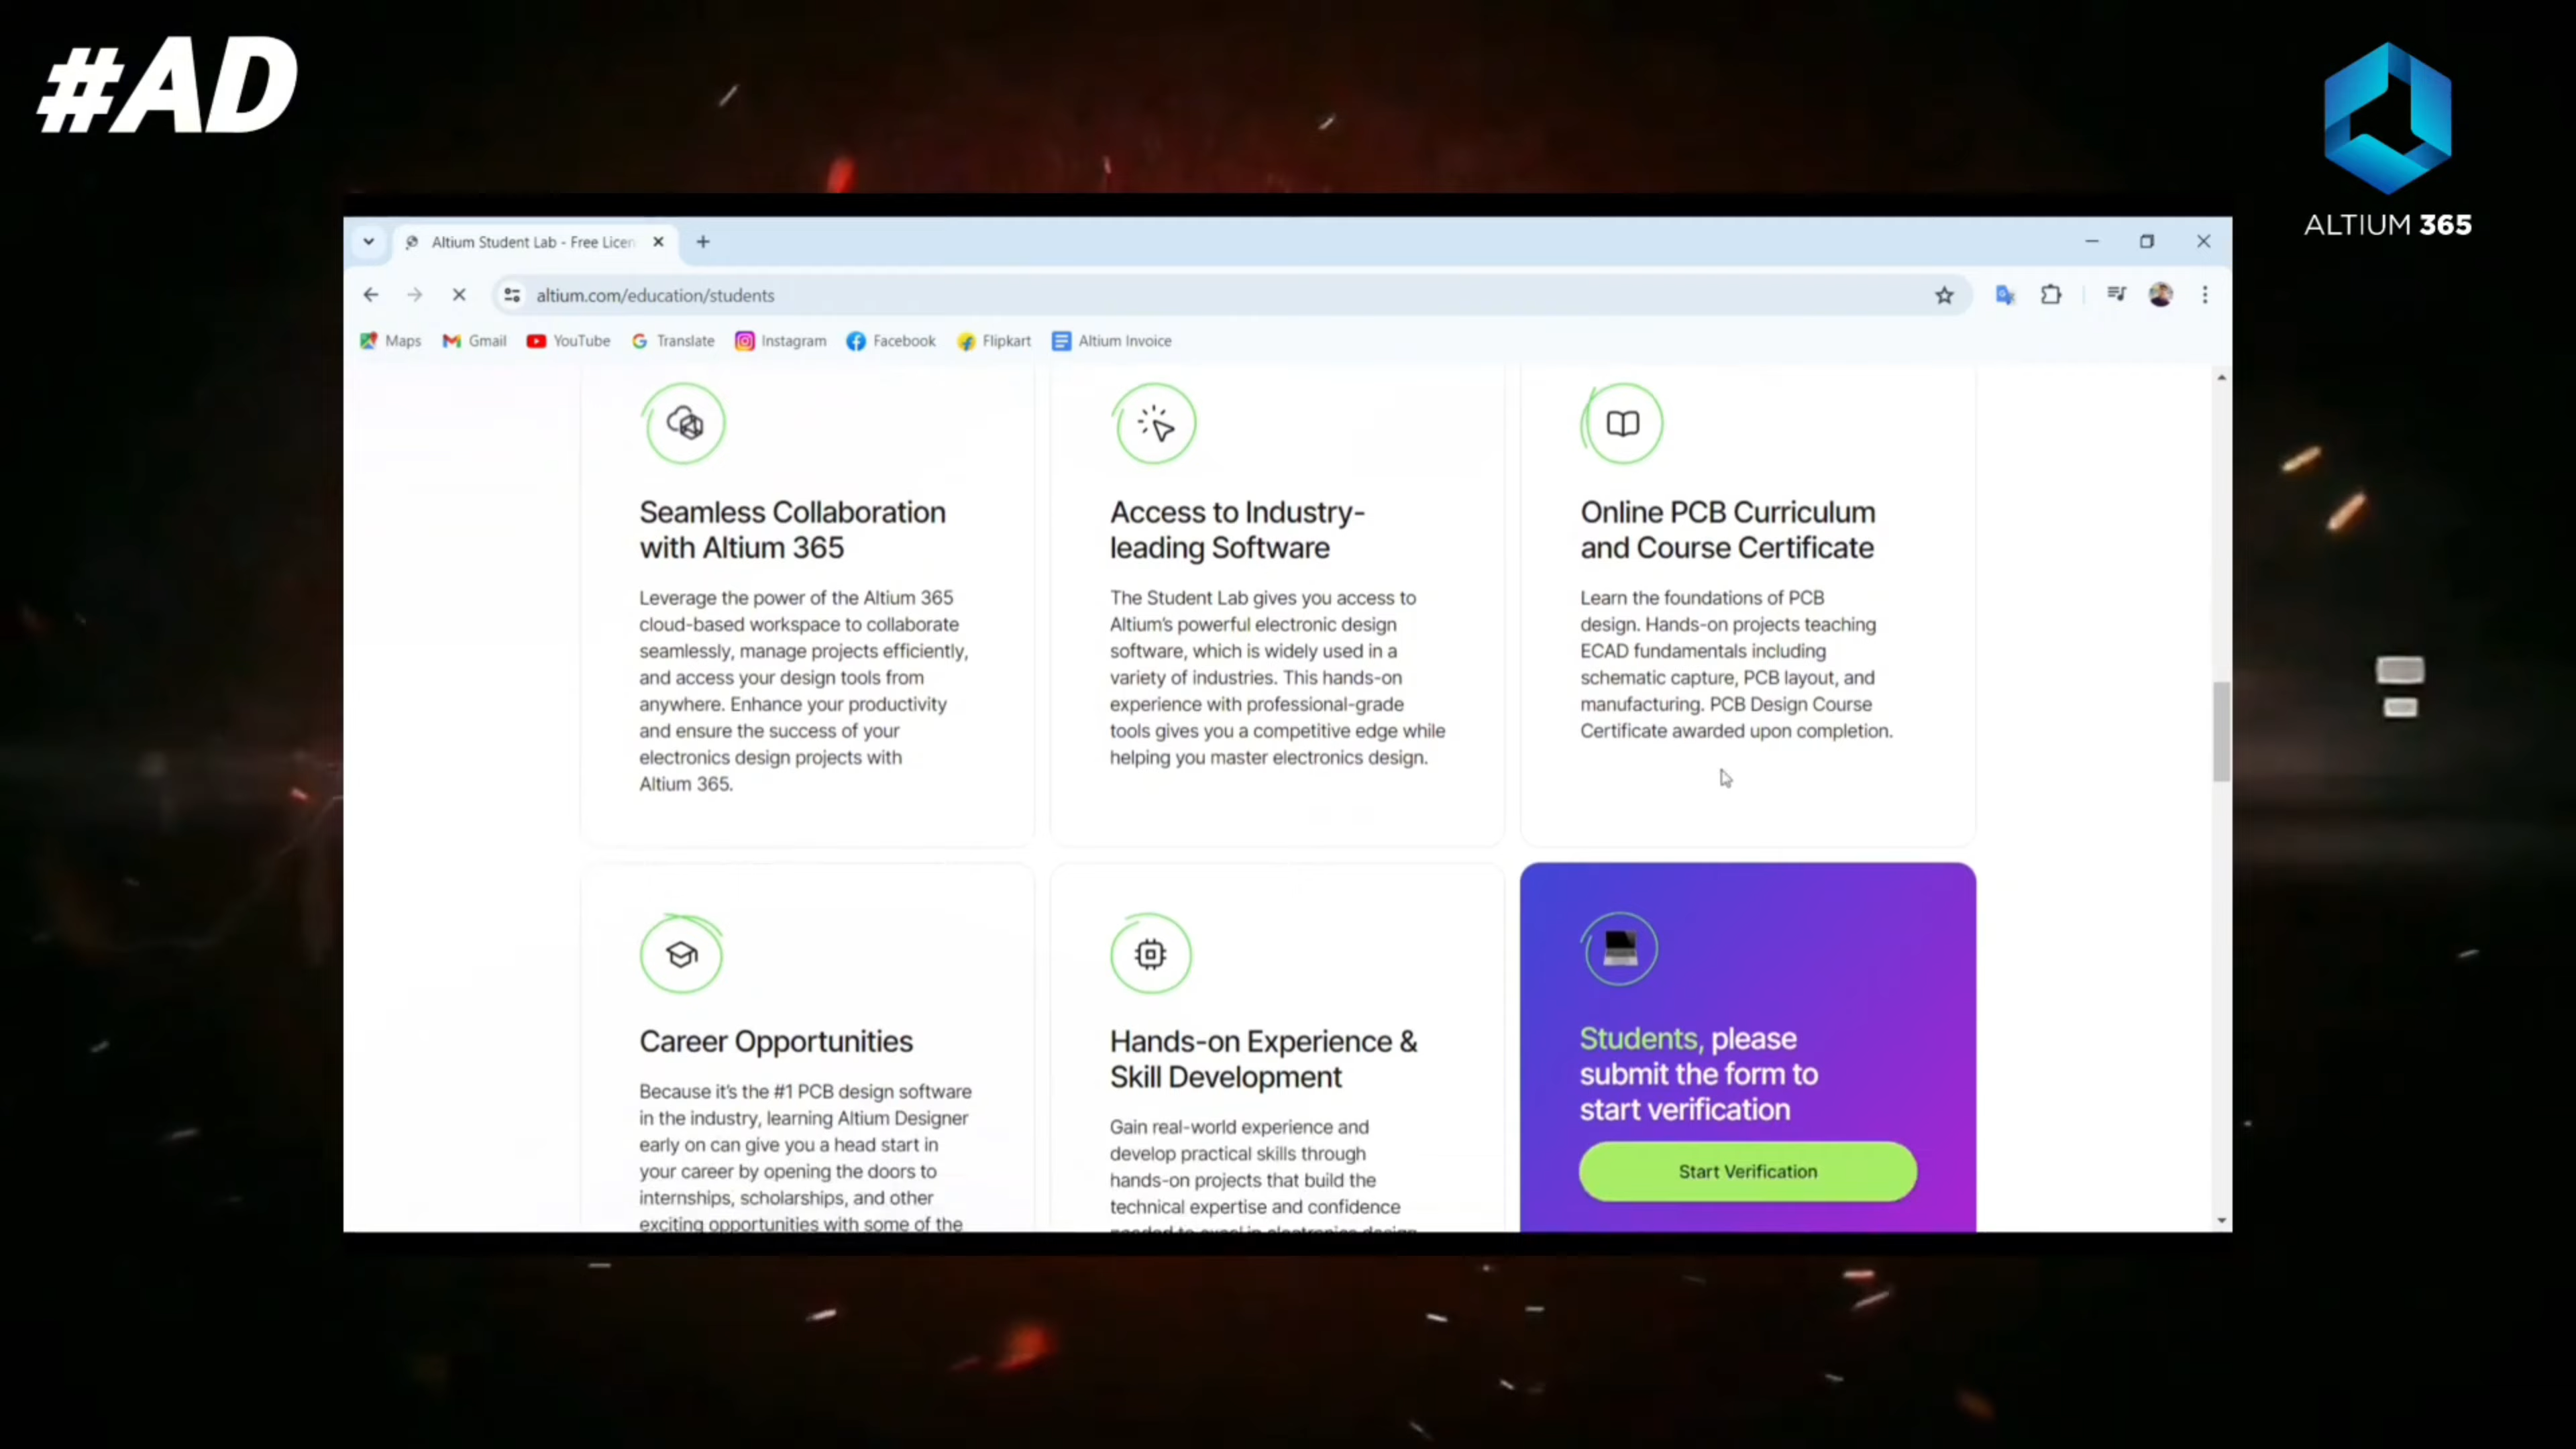 #AD
ALTIUM 365
Altium Student Lab - Free Licen
altium.com/education/students
Maps Gmail YouTube Translate Instagram Facebook Flipkart Altium Invoice
Seamless Collaboration
with Altium 365
Leverage the power of the Altium 365
cloud-based workspace to collaborate
seamlessly, manage projects efficiently,
and access your design tools from
anywhere. Enhance your productivity
and ensure the success of your
electronics design projects with
Altium 365.
Access to Industry-
leading Software
The Student Lab gives you access to
Altium's powerful electronic design
software, which is widely used in a
variety of industries. This hands-on
experience with professional-grade
tools gives you a competitive edge while
helping you master electronics design.
Online PCB Curriculum
and Course Certificate
Learn the foundations of PCB
design. Hands-on projects teaching
ECAD fundamentals including
schematic capture, PCB layout, and
manufacturing. PCB Design Course
Certificate awarded upon completion.
Career Opportunities
Because it's the #1 PCB design software
in the industry, learning Altium Designer
early on can give you a head start in
your career by opening the doors to
internships, scholarships, and other
exciting opportunities with some of the
Hands-on Experience &
Skill Development
Gain real-world experience and
develop practical skills through
hands-on projects that build the
technical expertise and confidence
needed to excel in electronics design
Students, please
submit the form to
start verification
Start Verification